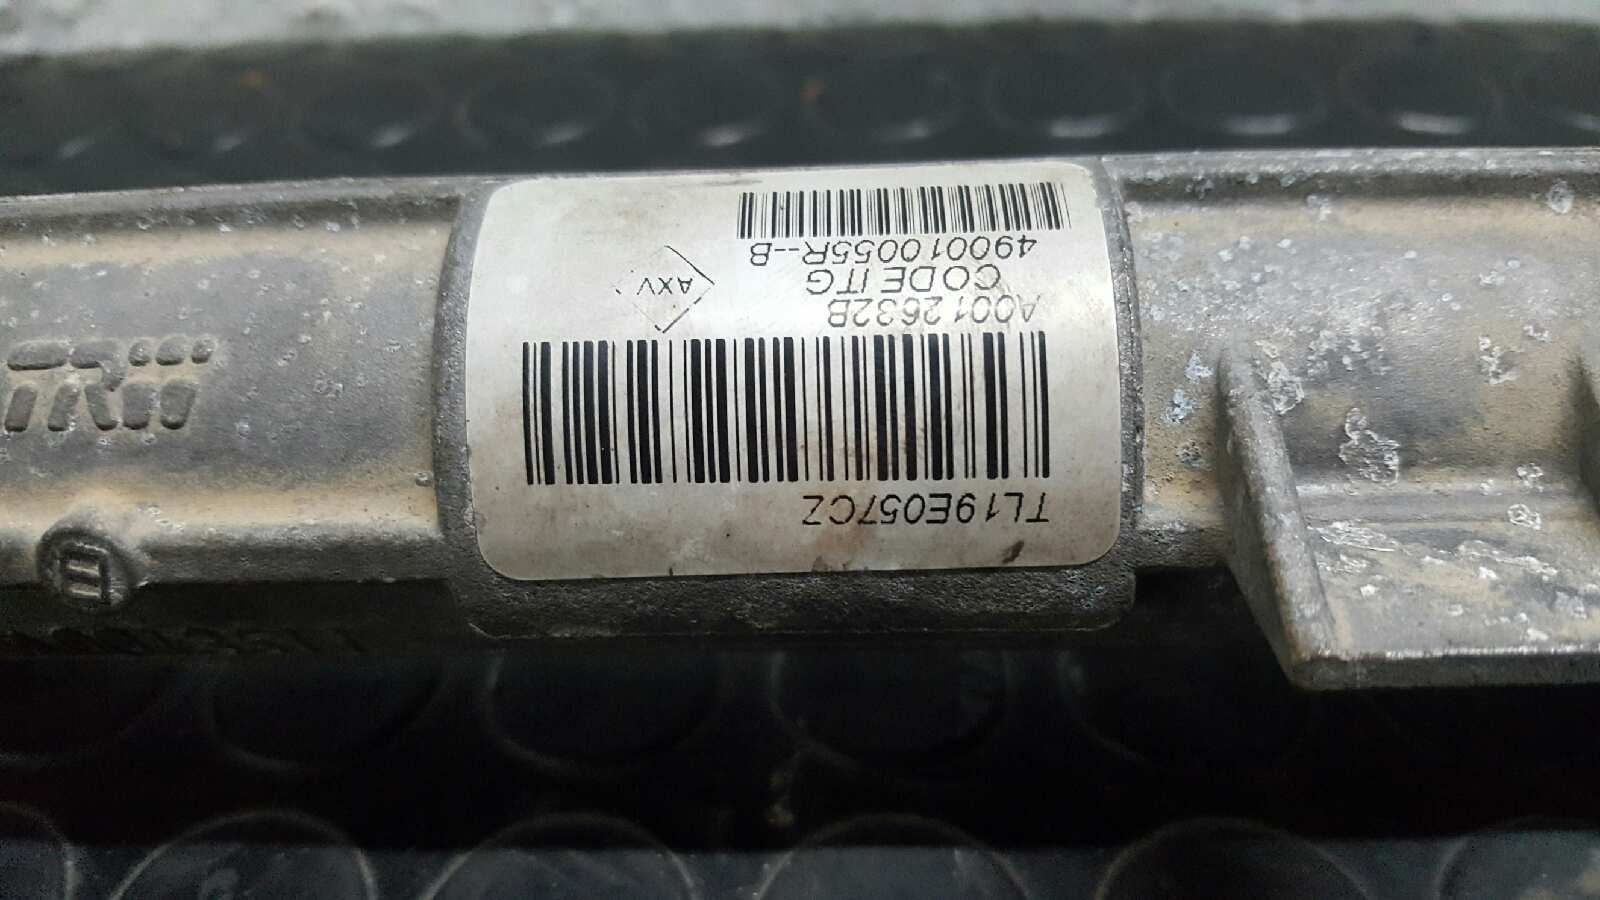 TL19E057CZ
A0012632B
CODE ITG
AXV
490010055R--B
TRW